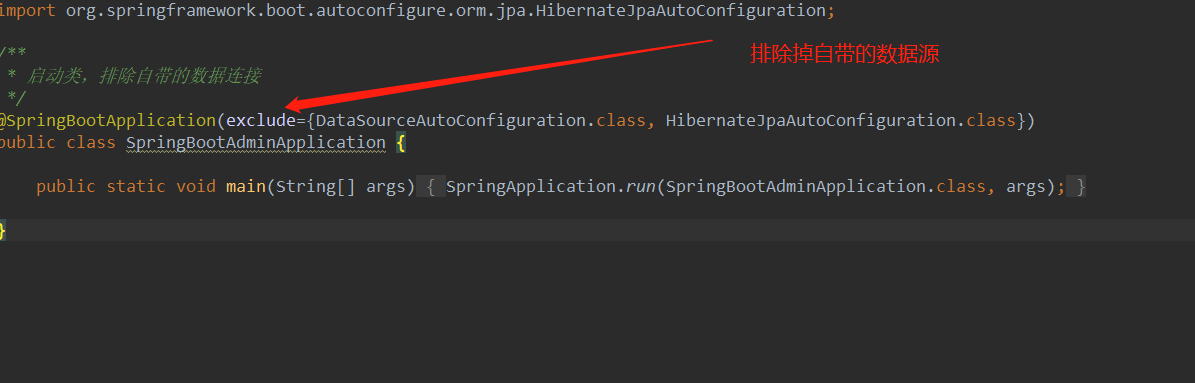 import org.springframework.boot.autoconfigure.orm.jpa.HibernateJpaAutoConfiguration;
/**
排除掉自带的数据源
* 启动类，排除自带的数据连接
*/
@SpringBootApplication(exclude={DataSourceAutoConfiguration.class, HibernateJpaAutoConfiguration.class})
public class SpringBootAdminApplication {
public static void main(String[] args) { SpringApplication.run(SpringBootAdminApplication.class, args); }
}